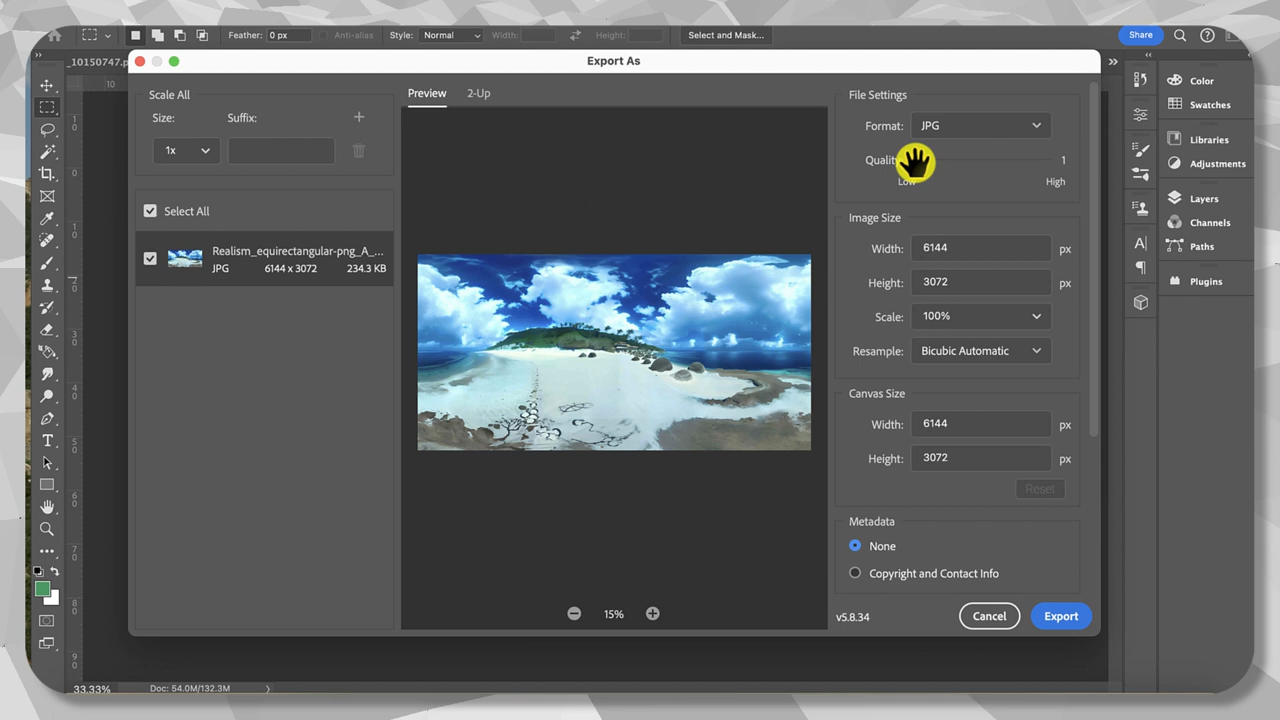 Feather: 0 px Anti-alias Style: Normal Width: Height: Select and Mask... Share
_10150747.p
Export As
10
Scale All
Size: Suffix:
1x
Select All
Realism_equirectangular-png_A_...
JPG 6144 x 3072 234.3 KB
Preview 2-Up
15%
File Settings
Format: JPG
Quality 1
Low High
Image Size
Width: 6144 px
Height: 3072 px
Scale: 100%
Resample: Bicubic Automatic
Canvas Size
Width: 6144 px
Height: 3072 px
Reset
Metadata
None
Copyright and Contact Info
v5.8.34 Cancel Export
Color
Swatches
Libraries
Adjustments
Layers
Channels
Paths
Plugins
33.33% Doc: 54.0M/132.3M